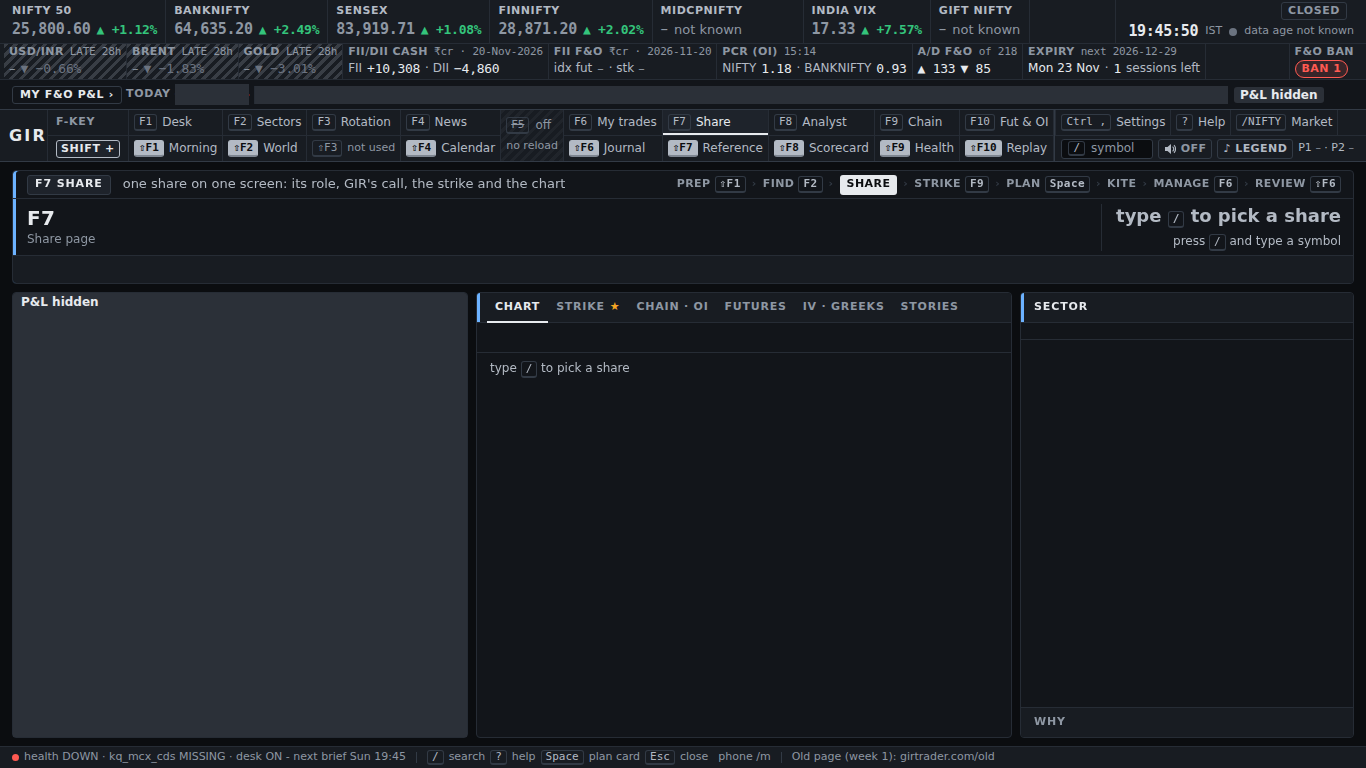 NIFTY 50 BANKNIFTY SENSEX FINNIFTY MIDCPNIFTY INDIA VIX GIFT NIFTY CLOSED
25,800.60 ▲ +1.12% 64,635.20 ▲ +2.49% 83,919.71 ▲ +1.08% 28,871.20 ▲ +2.02% – not known 17.33 ▲ +7.57% – not known 19:45:50 IST ● data age not known
USD/INR LATE 28h BRENT LATE 28h GOLD LATE 28h FII/DII CASH ₹cr · 20-Nov-2026 FII F&O ₹cr · 2026-11-20 PCR (OI) 15:14 A/D F&O of 218 EXPIRY next 2026-12-29 F&O BAN
– ▼ −0.66% – ▼ −1.83% – ▼ −3.01% FII +10,308 · DII −4,860 idx fut – · stk – NIFTY 1.18 · BANKNIFTY 0.93 ▲ 133 ▼ 85 Mon 23 Nov · 1 sessions left BAN 1
MY F&O P&L › TODAY P&L hidden
GIR
F-KEY F1 Desk F2 Sectors F3 Rotation F4 News F5 off F6 My trades F7 Share F8 Analyst F9 Chain F10 Fut & OI Ctrl , Settings ? Help /NIFTY Market
SHIFT + ⇧F1 Morning ⇧F2 World ⇧F3 not used ⇧F4 Calendar no reload ⇧F6 Journal ⇧F7 Reference ⇧F8 Scorecard ⇧F9 Health ⇧F10 Replay / symbol OFF ♪ LEGEND P1 – · P2 –
F7 SHARE one share on one screen: its role, GIR's call, the strike and the chart PREP ⇧F1 › FIND F2 › SHARE › STRIKE F9 › PLAN Space › KITE › MANAGE F6 › REVIEW ⇧F6
F7 type / to pick a share
Share page press / and type a symbol
P&L hidden CHART STRIKE ★ CHAIN · OI FUTURES IV · GREEKS STORIES SECTOR
type / to pick a share
WHY
● health DOWN · kq_mcx_cds MISSING · desk ON - next brief Sun 19:45 / search ? help Space plan card Esc close phone /m Old page (week 1): girtrader.com/old